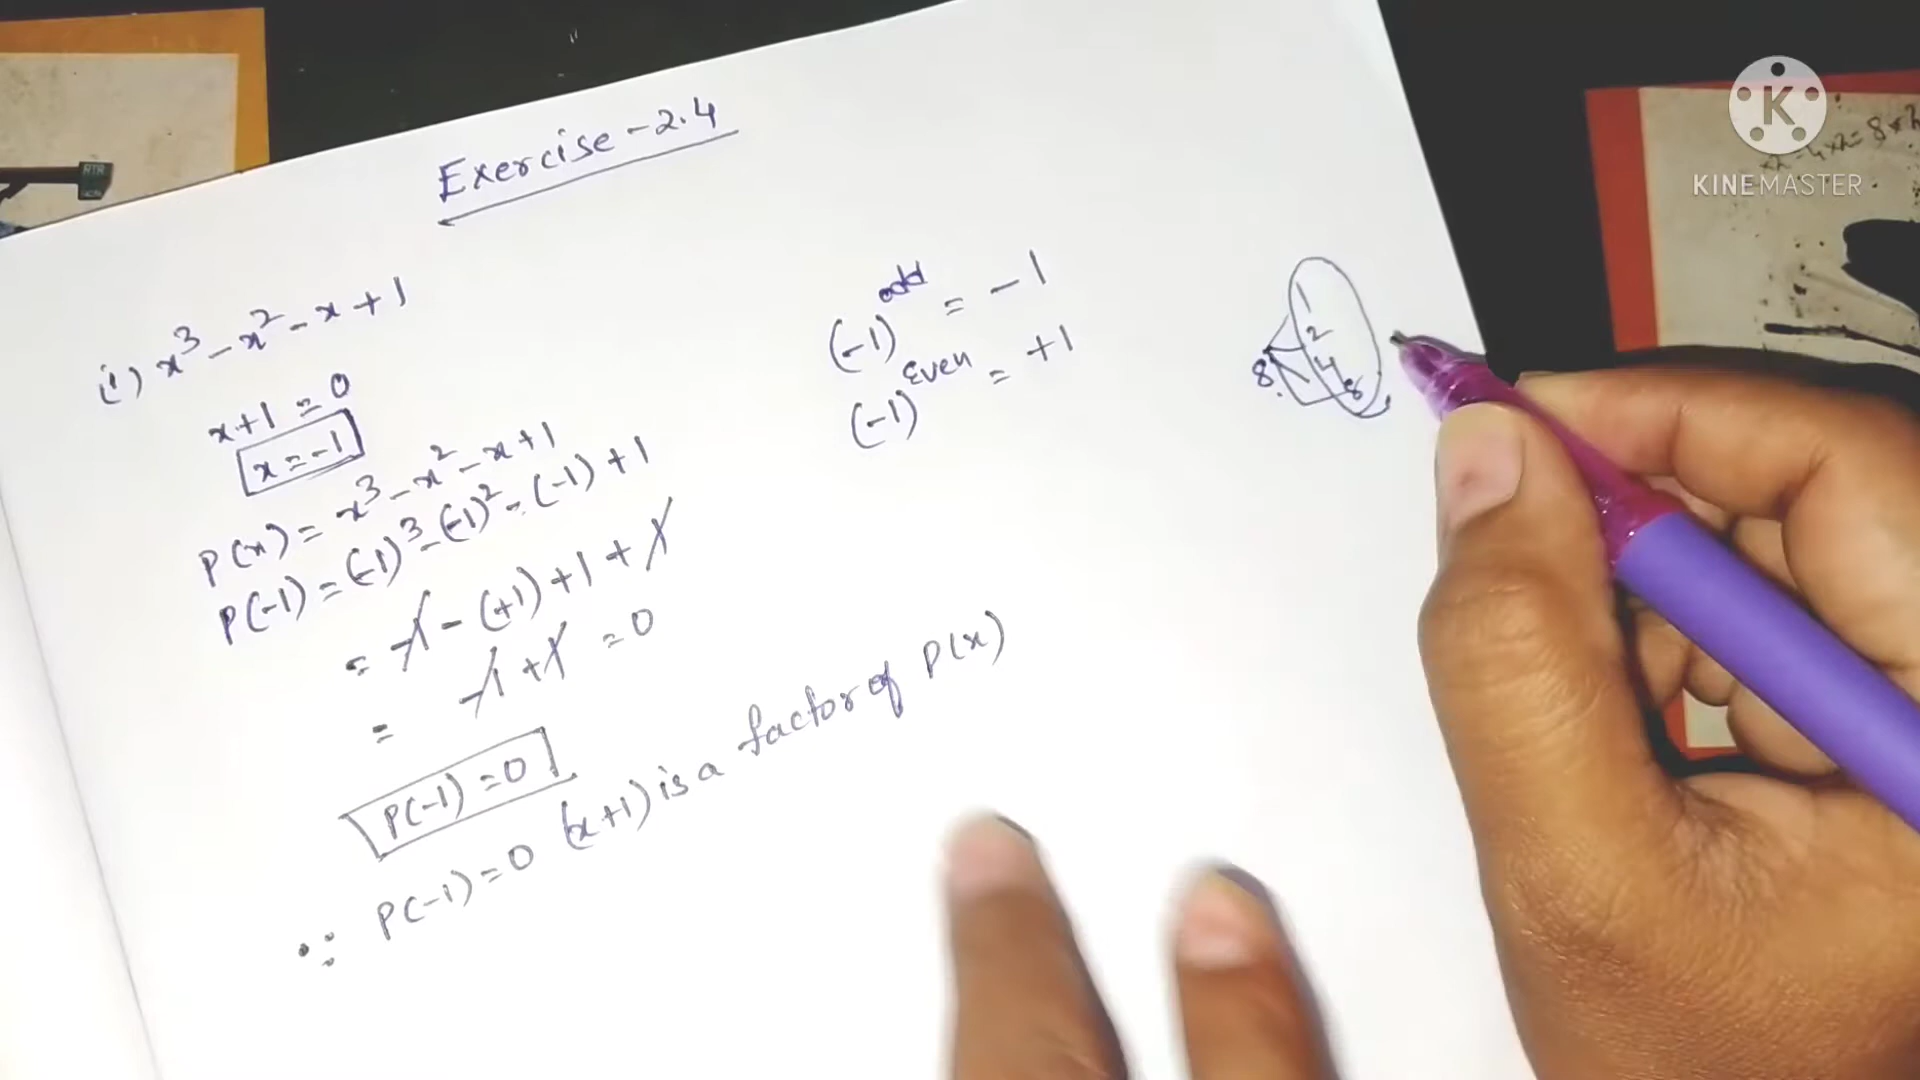 Exercise - 2.4
(i) x³ - x² - x + 1
x+1 = 0
x = -1
P(x) = x³ - x² - x + 1
P(-1) = (-1)³ - (-1)² - (-1) + 1
= -1 - (+1) + 1 + 1
= -1 + 1 = 0
P(-1) = 0
∵ P(-1) = 0 (x+1) is a factor of P(x)
(-1)^odd = -1
(-1)^Even = +1
8
1
2
4
8
K
KINEMASTER
RTR